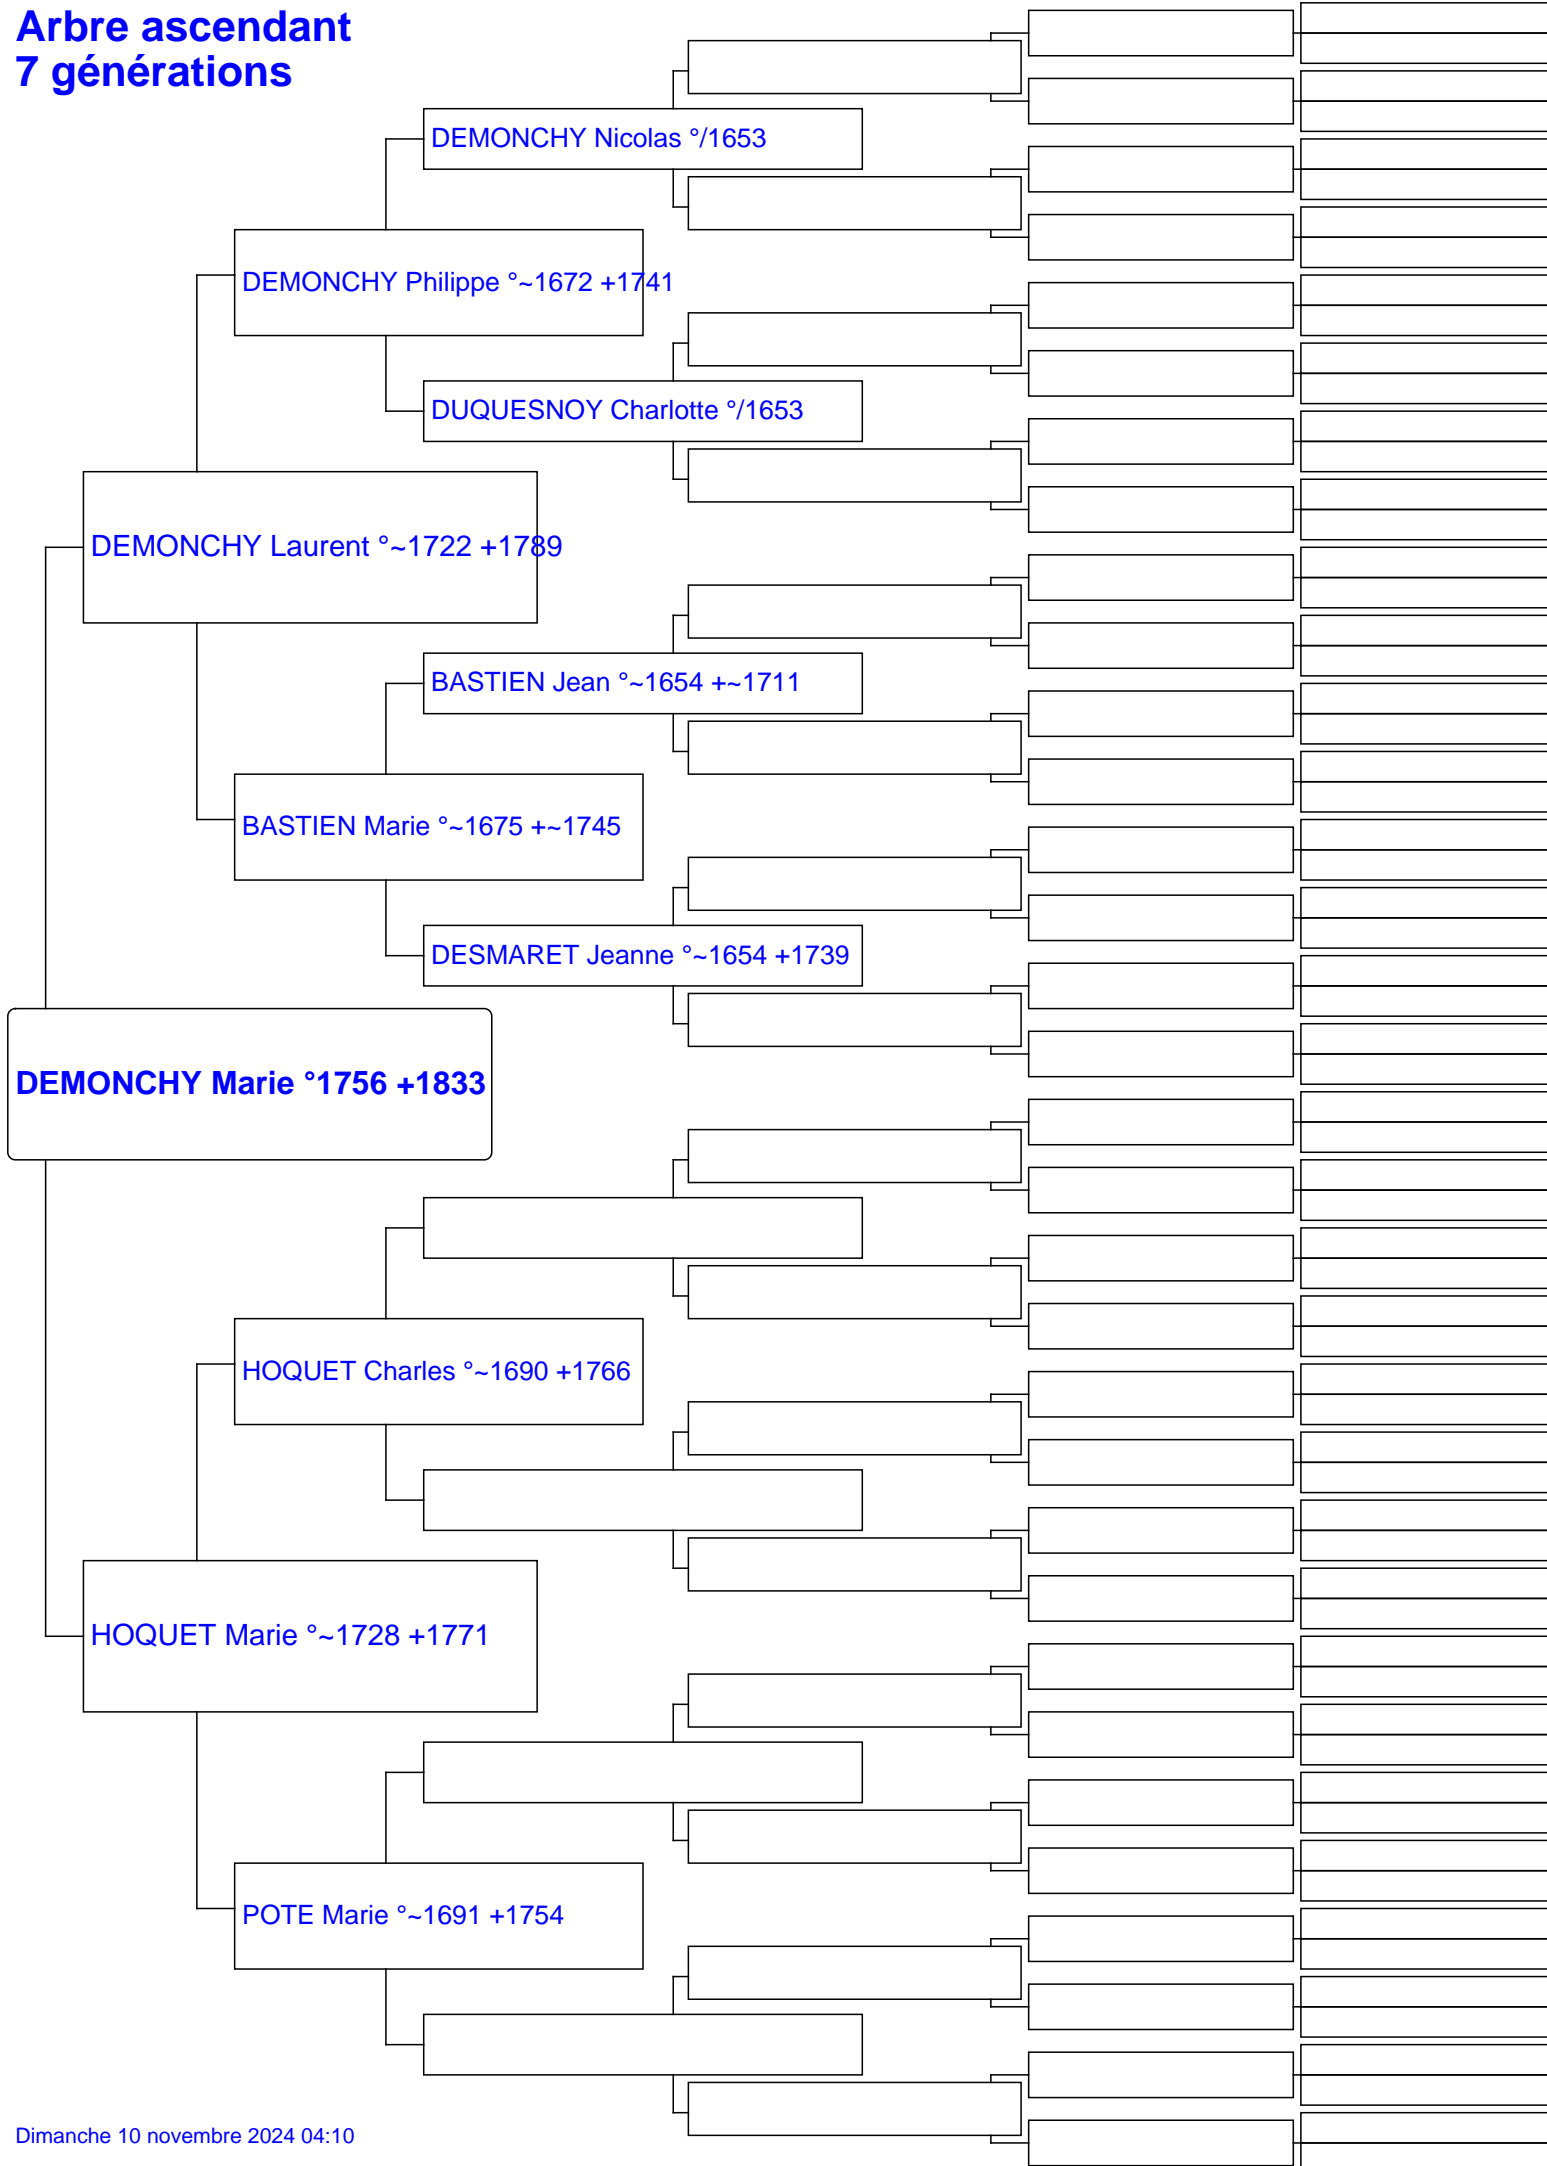 Arbre ascendant
7 générations
DEMONCHY Nicolas °/1653
DEMONCHY Philippe °~1672 +1741
DUQUESNOY Charlotte °/1653
DEMONCHY Laurent °~1722 +1789
BASTIEN Jean °~1654 +~1711
BASTIEN Marie °~1675 +~1745
DESMARET Jeanne °~1654 +1739
DEMONCHY Marie °1756 +1833
HOQUET Charles °~1690 +1766
HOQUET Marie °~1728 +1771
POTE Marie °~1691 +1754
Dimanche 10 novembre 2024 04:10